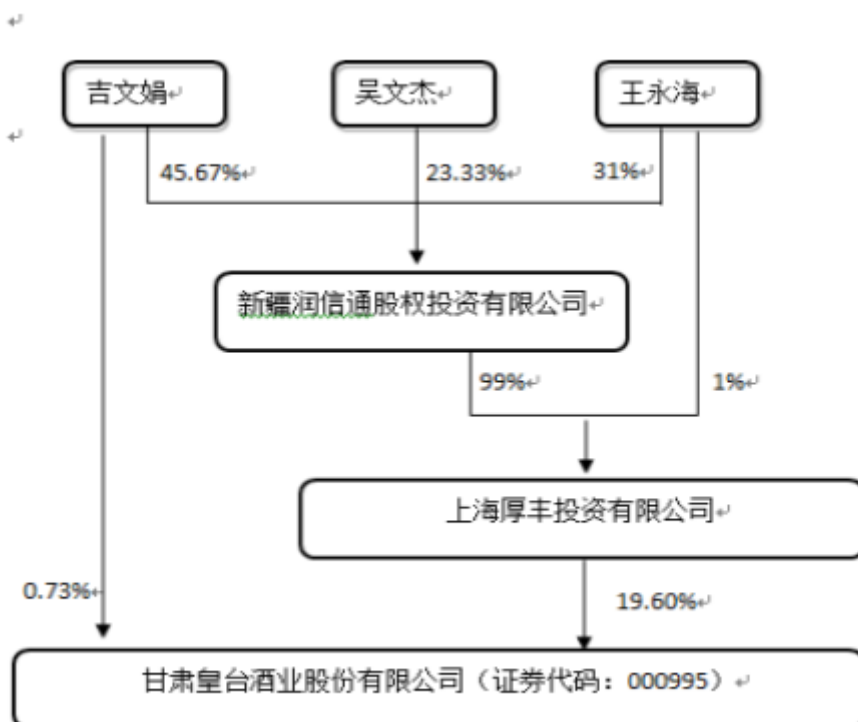 吉文娟
吴文杰
王永海
45.67%
23.33%
31%
新疆润信通股权投资有限公司
99%
1%
上海厚丰投资有限公司
0.73%
19.60%
甘肃皇台酒业股份有限公司（证券代码：000995）